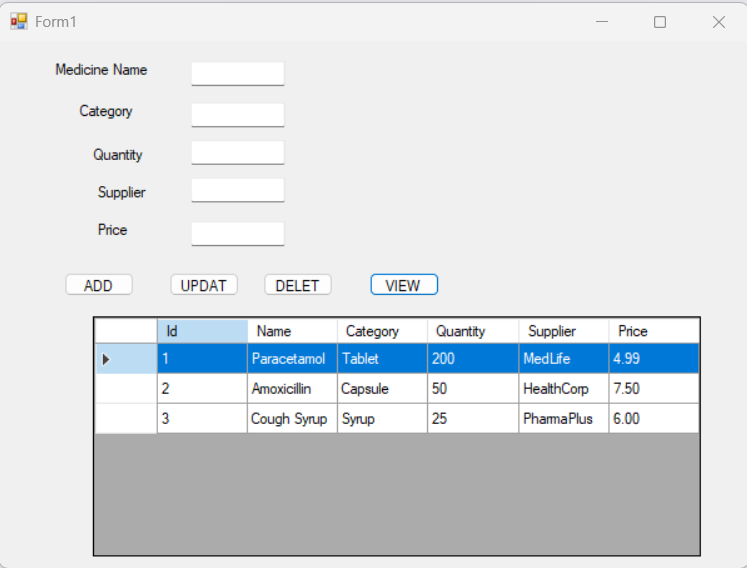 Form1
Medicine Name
Category
Quantity
Supplier
Price
ADD UPDAT DELET VIEW
Id Name Category Quantity Supplier Price
1 Paracetamol Tablet 200 MedLife 4.99
2 Amoxicillin Capsule 50 HealthCorp 7.50
3 Cough Syrup Syrup 25 PharmaPlus 6.00